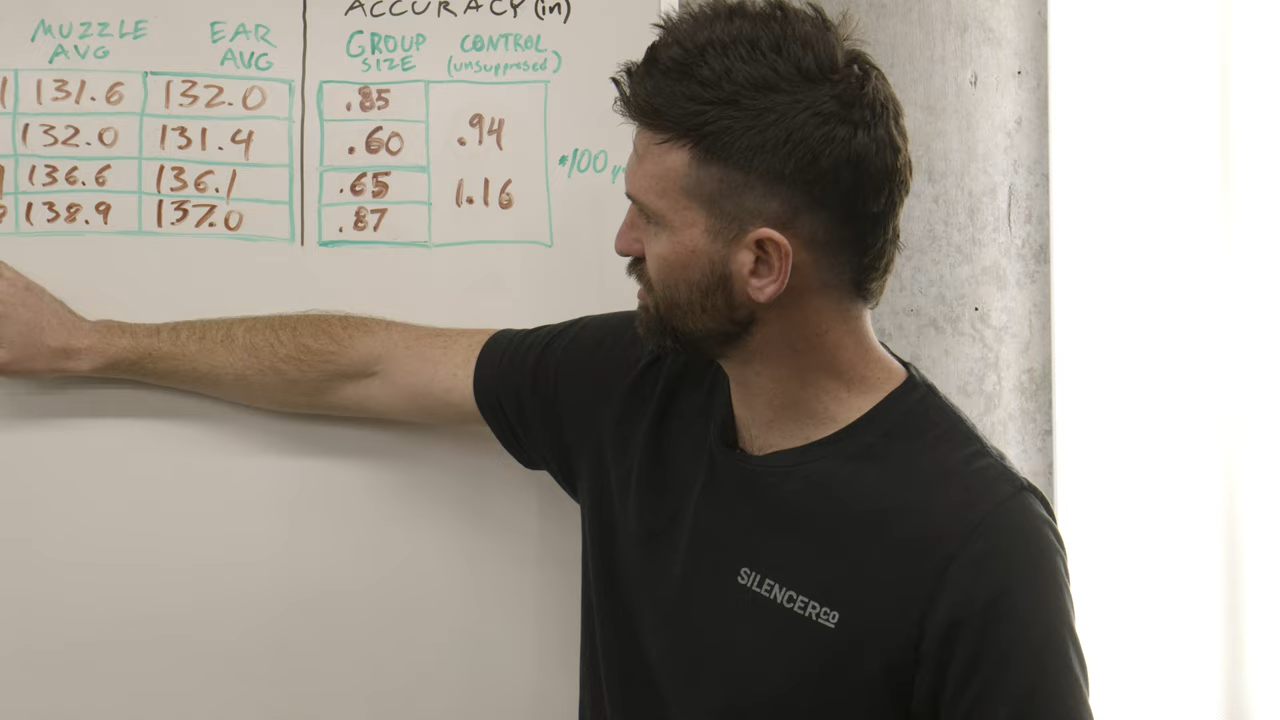 ACCURACY (in)
MUZZLE AVG
EAR AVG
GROUP SIZE
CONTROL (unsuppressed)
131.6 132.0 .85
132.0 131.4 .60 .94
*100
136.6 136.1 .65 1.16
138.9 137.0 .87
SILENCERCO